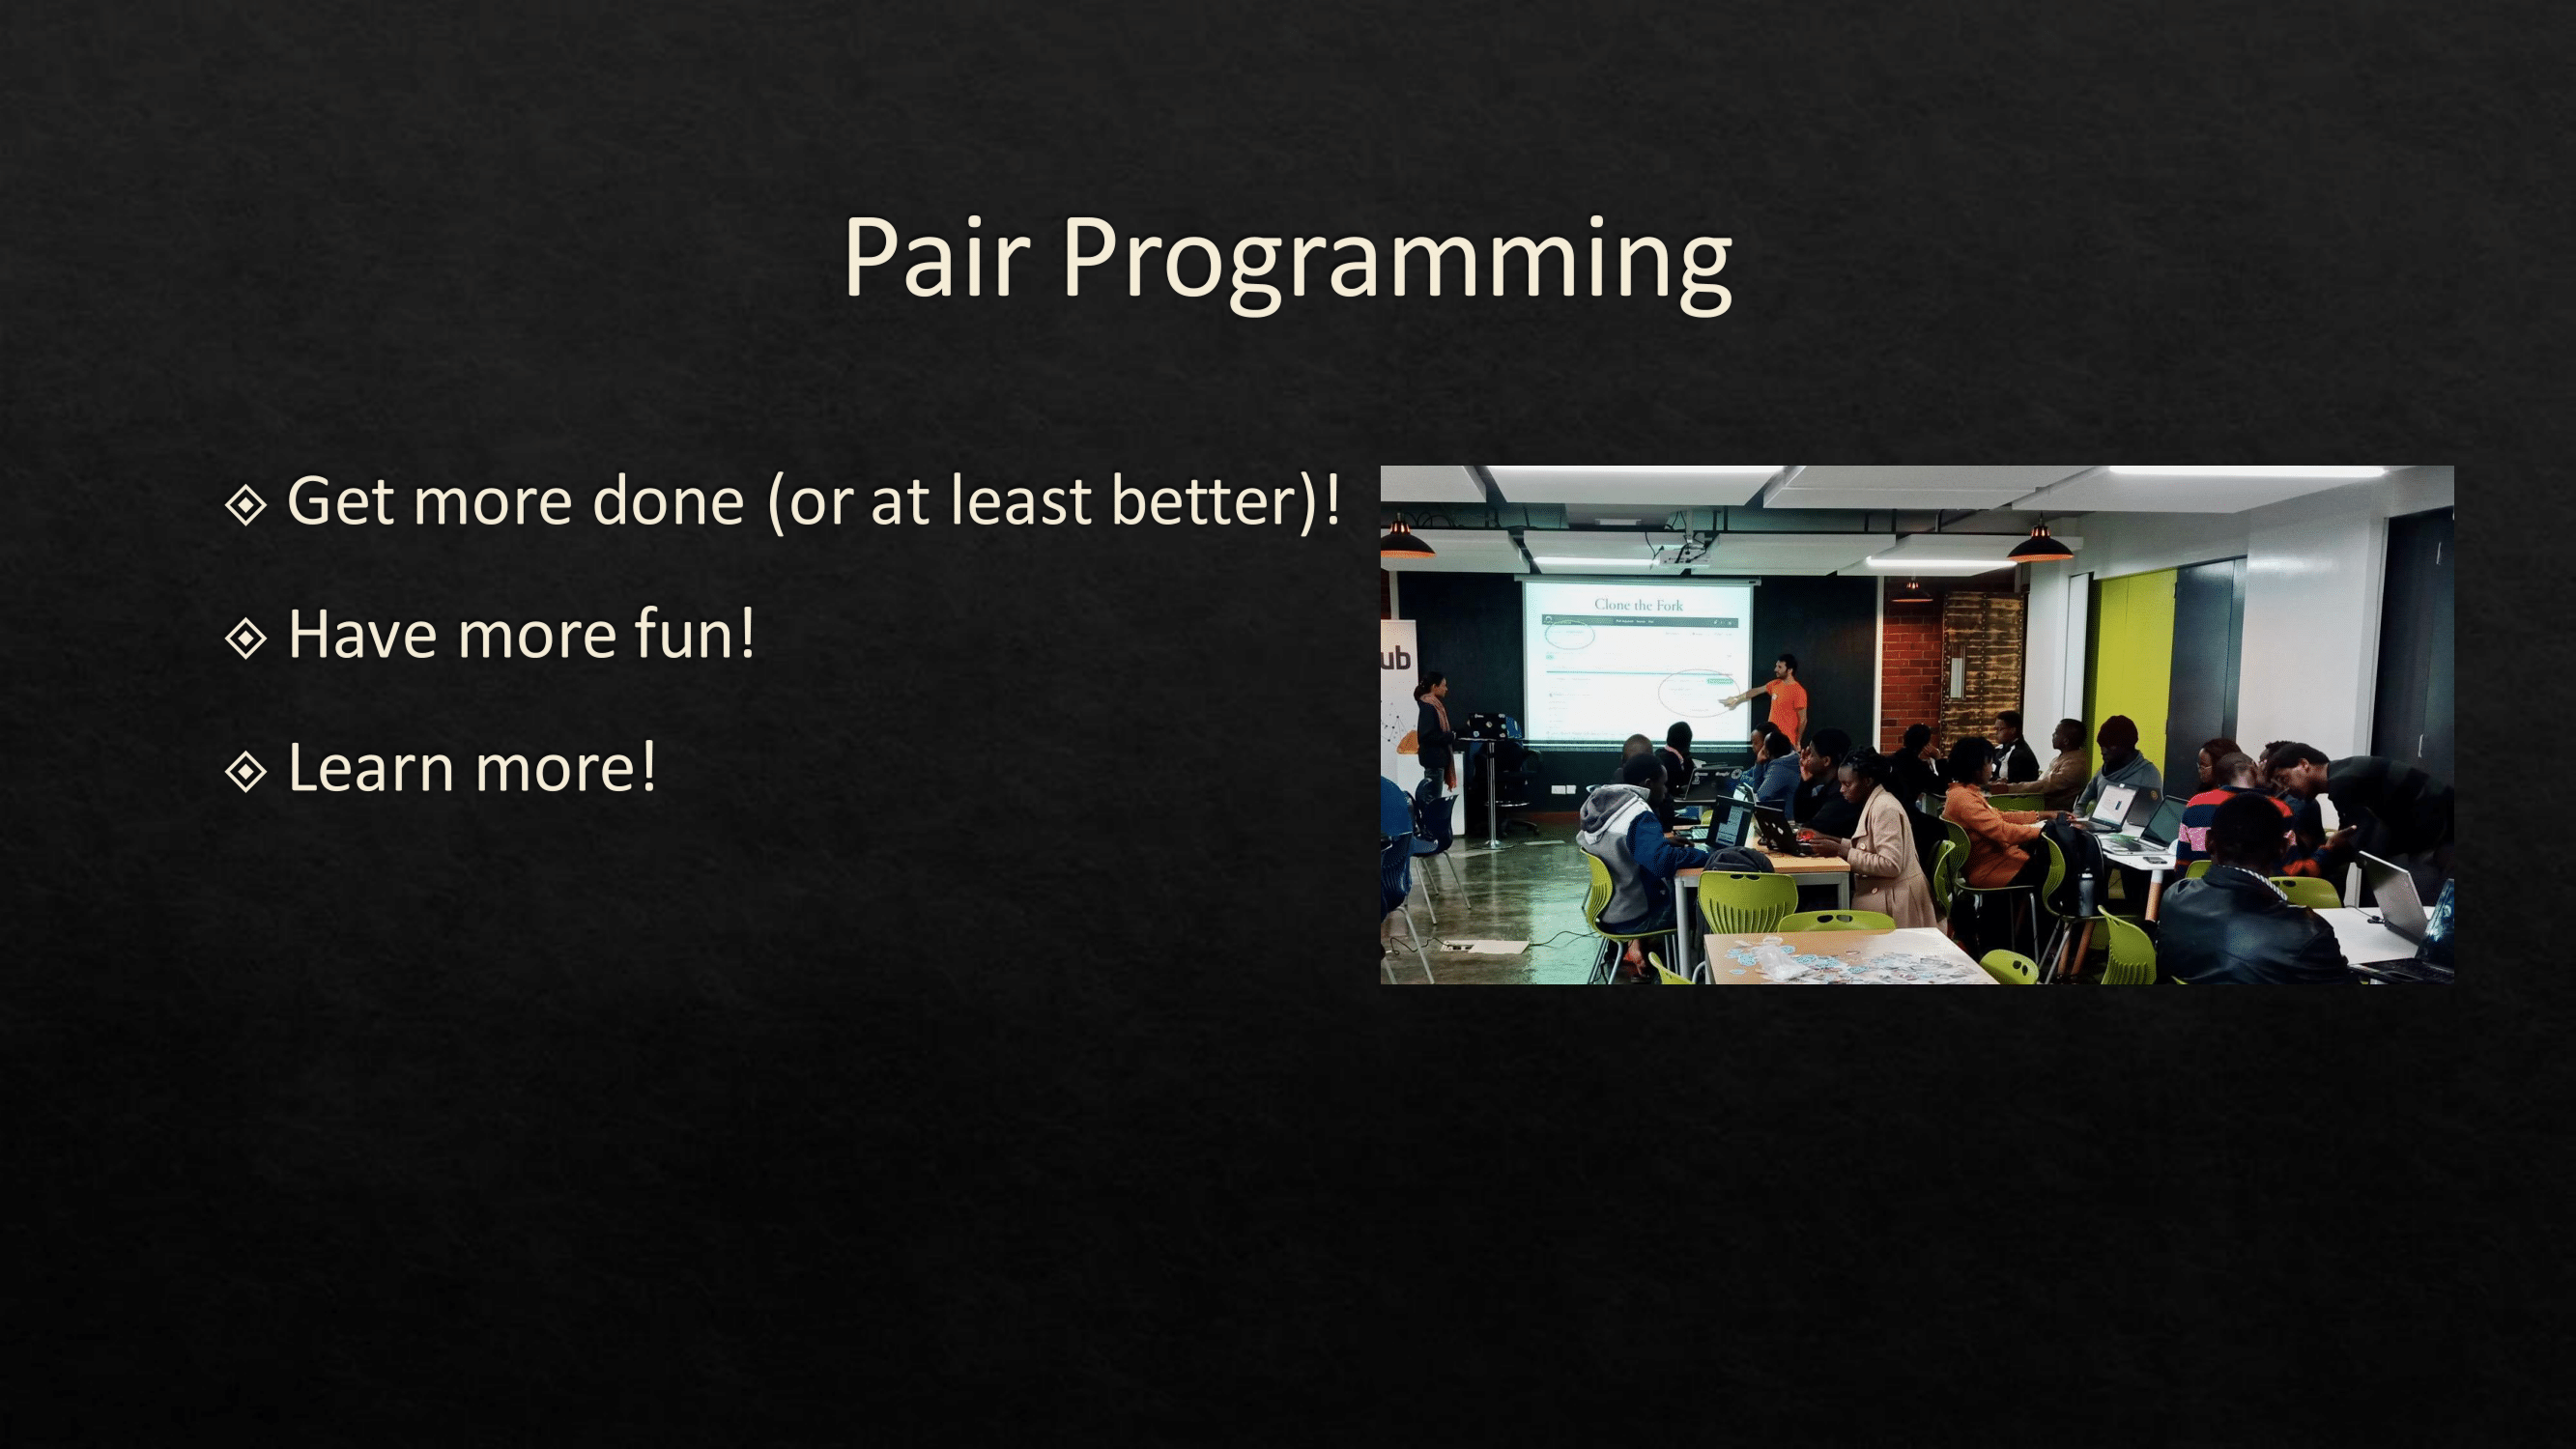 Pair Programming
Get more done (or at least better)!
Have more fun!
Learn more!
Clone the Fork
ub